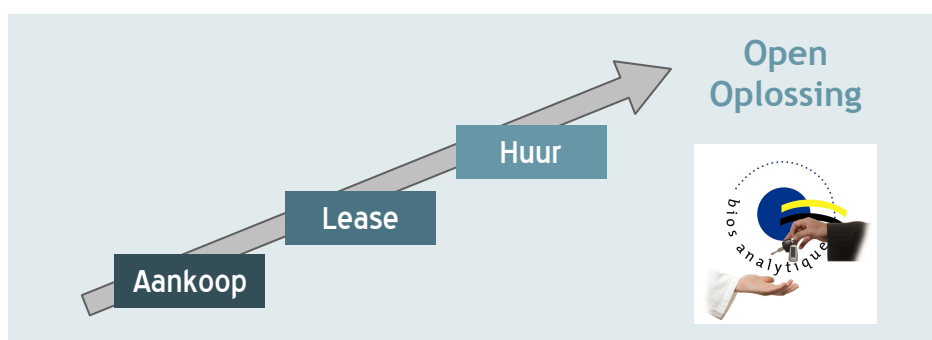 Open
Oplossing
Huur
Lease
Aankoop
bios analytique